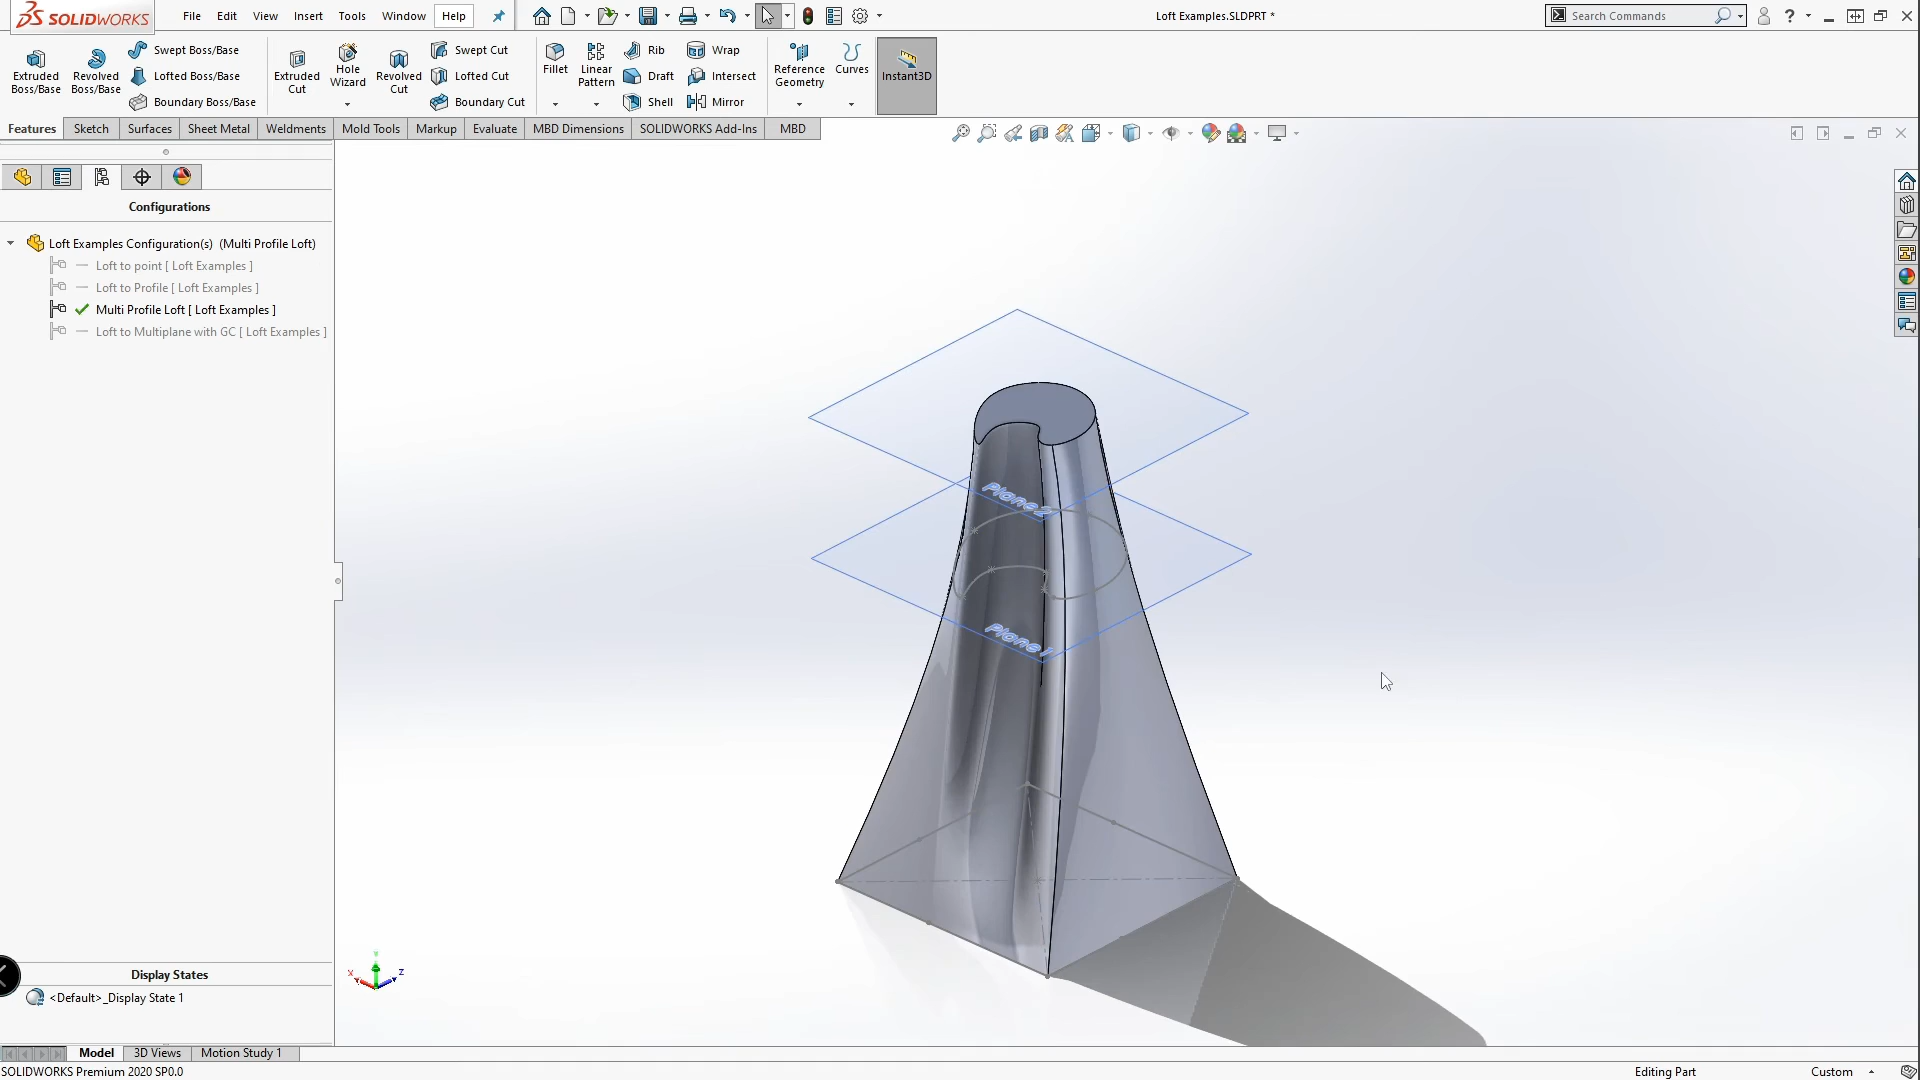 SOLIDWORKS File Edit View Insert Tools Window Help Loft Examples.SLDPRT * Search Commands
Extruded Boss/Base
Revolved Boss/Base
Swept Boss/Base
Lofted Boss/Base
Boundary Boss/Base
Extruded Cut
Hole Wizard
Revolved Cut
Swept Cut
Lofted Cut
Boundary Cut
Fillet
Linear Pattern
Rib
Draft
Shell
Wrap
Intersect
Mirror
Reference Geometry
Curves
Instant3D
Features Sketch Surfaces Sheet Metal Weldments Mold Tools Markup Evaluate MBD Dimensions SOLIDWORKS Add-Ins MBD
Configurations
Loft Examples Configuration(s) (Multi Profile Loft)
Loft to point [ Loft Examples ]
Loft to Profile [ Loft Examples ]
Multi Profile Loft [ Loft Examples ]
Loft to Multiplane with GC [ Loft Examples ]
Plane2
Plane1
Display States
<Default>_Display State 1
Y
X
Z
Model 3D Views Motion Study 1
SOLIDWORKS Premium 2020 SP0.0 Editing Part Custom